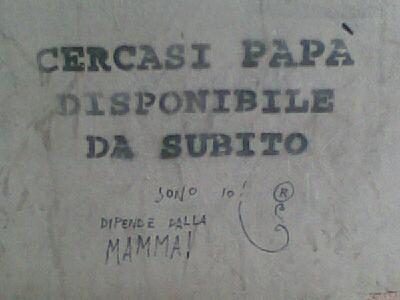 CERCASI PAPÀ
DISPONIBILE
DA SUBITO
SONO IO!
®
DIPENDE DALLA
MAMMA!